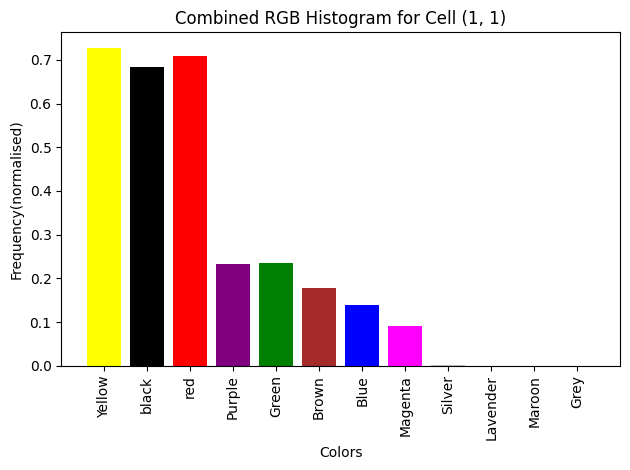 Combined RGB Histogram for Cell (1, 1)
Frequency(normalised)
0.7
0.6
0.5
0.4
0.3
0.2
0.1
0.0
Yellow
black
red
Purple
Green
Brown
Blue
Magenta
Silver
Lavender
Maroon
Grey
Colors